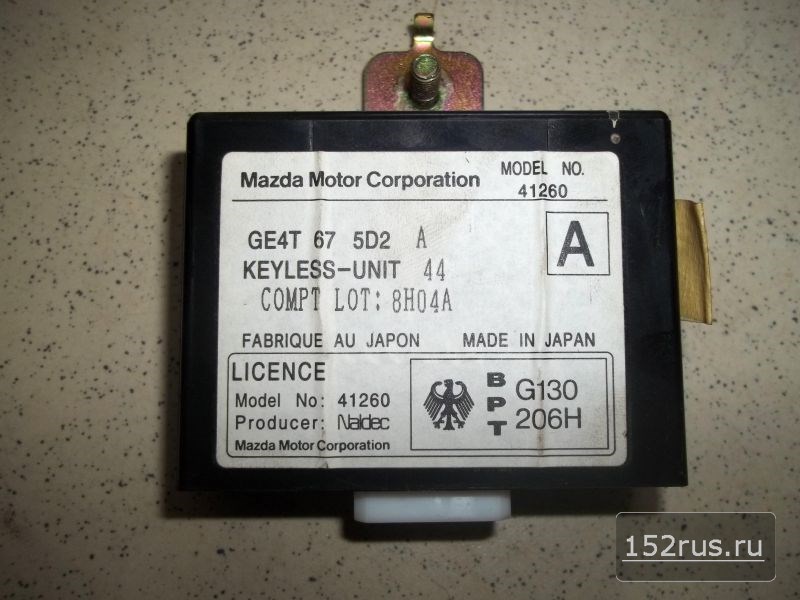 Mazda Motor Corporation
MODEL NO.
41260
GE4T 67 5D2 A
KEYLESS-UNIT 44
COMPT LOT: 8H04A
A
FABRIQUE AU JAPON MADE IN JAPAN
LICENCE
Model No: 41260
Producer: Naldec
Mazda Motor Corporation
BPT
G130
206H
152rus.ru